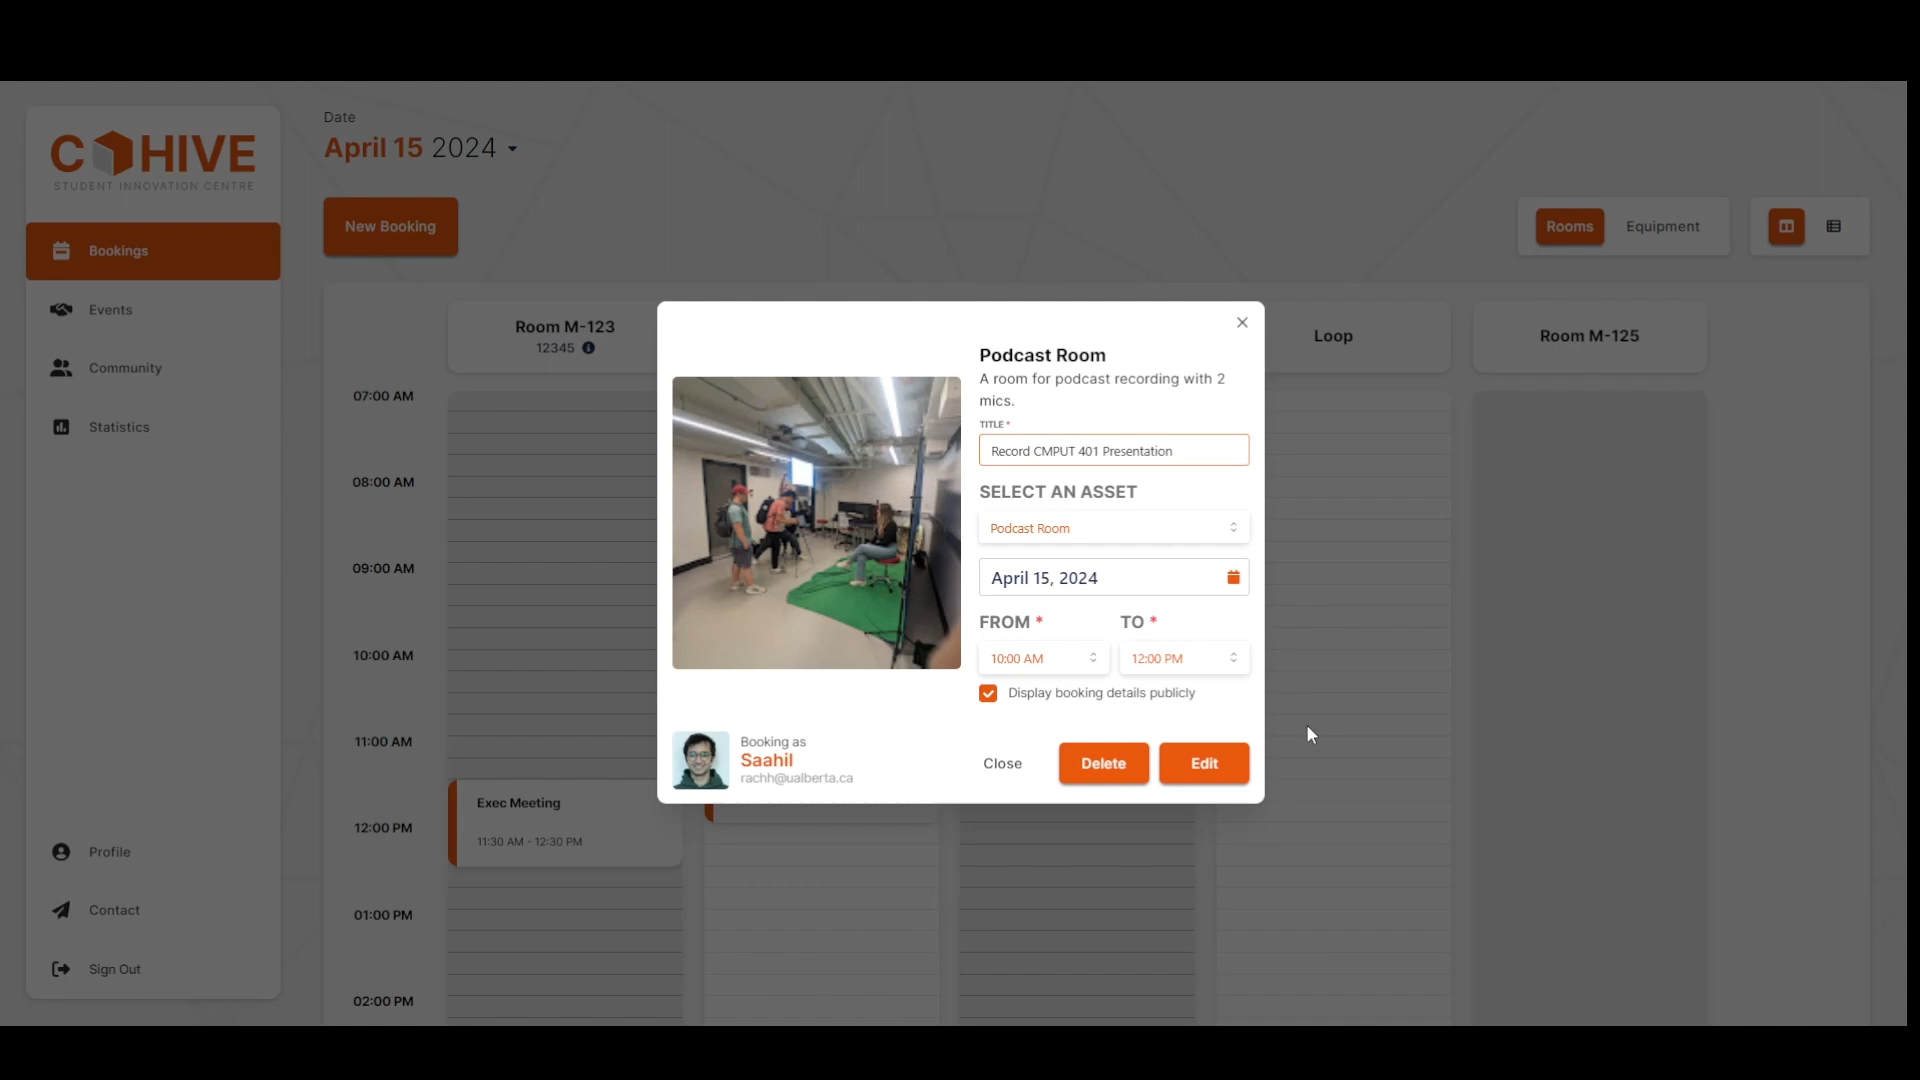 C HIVE
STUDENT INNOVATION CENTRE
Bookings
Events
Community
Statistics
Profile
Contact
Sign Out
Date
April 15 2024
New Booking
Rooms
Equipment
Room M-123
12345
Loop
Room M-125
07:00 AM
08:00 AM
09:00 AM
10:00 AM
11:00 AM
12:00 PM
01:00 PM
02:00 PM
Exec Meeting
11:30 AM - 12:30 PM
Podcast Room
A room for podcast recording with 2
mics.
TITLE *
Record CMPUT 401 Presentation
SELECT AN ASSET
Podcast Room
April 15, 2024
FROM * TO *
10:00 AM 12:00 PM
Display booking details publicly
Booking as
Saahil
rachh@ualberta.ca
Close
Delete
Edit